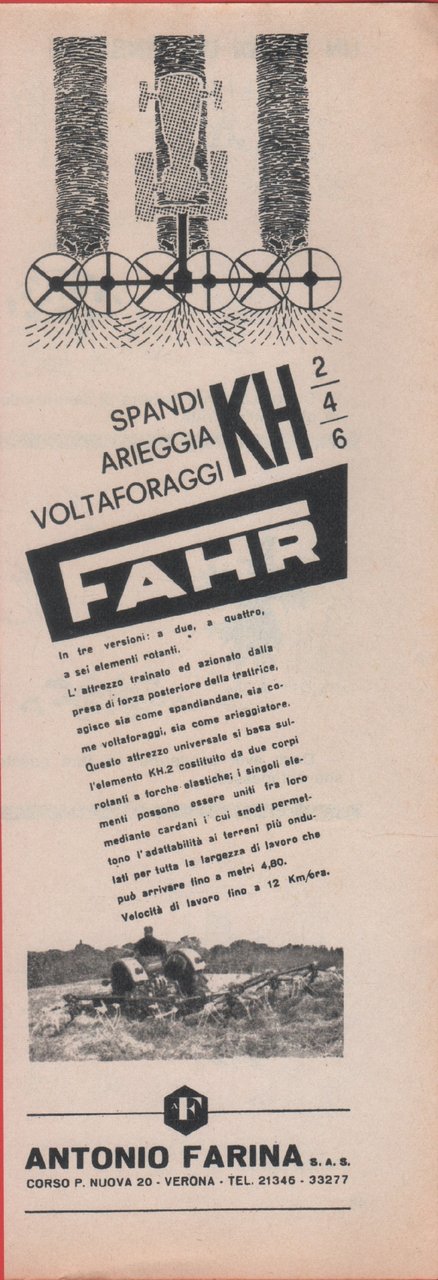 SPANDI
ARIEGGIA
VOLTAFORAGGI
KH
2
4
6
FAHR
In tre versioni: a due, a quattro,
a sei elementi rotanti.
L' attrezzo trainato ed azionato dalla
presa di forza posteriore della trattrice,
agisce sia come spandiandane, sia co-
me voltaforaggi, sia come arieggiatore.
Questo attrezzo universale si basa sul-
l'elemento KH.2 costituito da due corpi
rotanti a forche elastiche; i singoli ele-
menti possono essere uniti fra loro
mediante cardani i cui snodi permet-
tono l'adattabilità ai terreni più ondu-
lati per tutta la largezza di lavoro che
può arrivare fino a metri 4,80.
Velocità di lavoro fino a 12 Km/ora.
AF
ANTONIO FARINA S.A.S.
CORSO P. NUOVA 20 - VERONA - TEL. 21346 - 33277